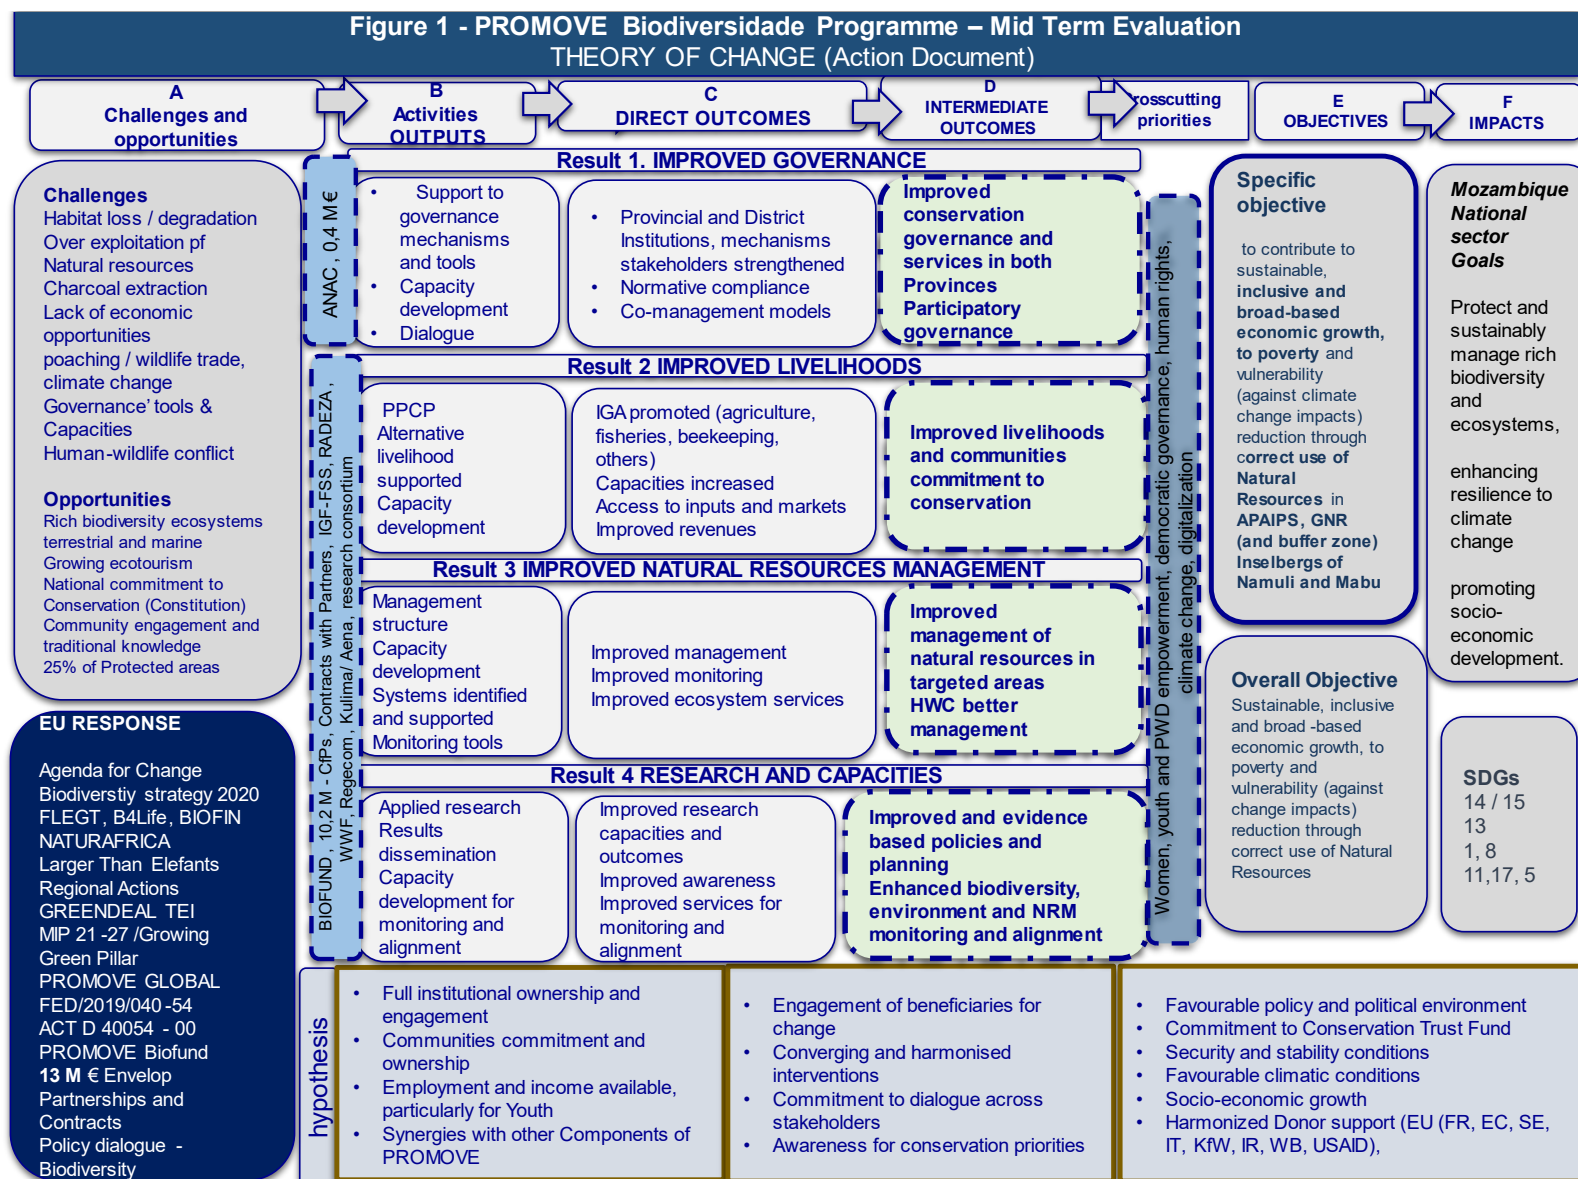 Figure 1 - PROMOVE Biodiversidade Programme – Mid Term Evaluation
THEORY OF CHANGE (Action Document)
A
Challenges and
opportunities
B
Activities
OUTPUTS
C
DIRECT OUTCOMES
D
INTERMEDIATE
OUTCOMES
rosscutting
priorities
E
OBJECTIVES
F
IMPACTS
Challenges
Habitat loss / degradation
Over exploitation pf
Natural resources
Charcoal extraction
Lack of economic
opportunities
poaching / wildlife trade,
climate change
Governance’ tools &
Capacities
Human-wildlife conflict
Opportunities
Rich biodiversity ecosystems
terrestrial and marine
Growing ecotourism
National commitment to
Conservation (Constitution)
Community engagement and
traditional knowledge
25% of Protected areas
EU RESPONSE
Agenda for Change
Biodiverstiy strategy 2020
FLEGT, B4Life, BIOFIN
NATURAFRICA
Larger Than Elefants
Regional Actions
GREENDEAL TEI
MIP 21 -27 /Growing
Green Pillar
PROMOVE GLOBAL
FED/2019/040 -54
ACT D 40054 - 00
PROMOVE Biofund
13 M € Envelop
Partnerships and
Contracts
Policy dialogue -
Biodiversity
ANAC , 0,4 M €
BIOFUND , 10,2 M - CfPs, Contracts with Partners, IGF-FSS, RADEZA ,
WWF, Regecom , Kulima/ Aena, research consortium
Result 1. IMPROVED GOVERNANCE
• Support to
governance
mechanisms
and tools
• Capacity
development
• Dialogue
• Provincial and District
Institutions, mechanisms
stakeholders strengthened
• Normative compliance
• Co-management models
Improved
conservation
governance and
services in both
Provinces
Participatory
governance
Result 2 IMPROVED LIVELIHOODS
PPCP
Alternative
livelihood
supported
Capacity
development
IGA promoted (agriculture,
fisheries, beekeeping,
others)
Capacities increased
Access to inputs and markets
Improved revenues
Improved livelihoods
and communities
commitment to
conservation
Result 3 IMPROVED NATURAL RESOURCES MANAGEMENT
Management
structure
Capacity
development
Systems identified
and supported
Monitoring tools
Improved management
Improved monitoring
Improved ecosystem services
Improved
management of
natural resources in
targeted areas
HWC better
management
Result 4 RESEARCH AND CAPACITIES
Applied research
Results
dissemination
Capacity
development for
monitoring and
alignment
Improved research
capacities and
outcomes
Improved awareness
Improved services for
monitoring and
alignment
Improved and evidence
based policies and
planning
Enhanced biodiversity,
environment and NRM
monitoring and alignment
Women, youth and PWD empowerment, democratic governance, human rights,
climate change, digitalization
Specific
objective
to contribute to
sustainable,
inclusive and
broad-based
economic growth,
to poverty and
vulnerability
(against climate
change impacts)
reduction through
correct use of
Natural
Resources in
APAIPS, GNR
(and buffer zone)
Inselbergs of
Namuli and Mabu
Overall Objective
Sustainable, inclusive
and broad -based
economic growth, to
poverty and
vulnerability (against
change impacts)
reduction through
correct use of Natural
Resources
Mozambique
National
sector
Goals
Protect and
sustainably
manage rich
biodiversity
and
ecosystems,
enhancing
resilience to
climate
change
promoting
socio-
economic
development.
SDGs
14 / 15
13
1, 8
11,17, 5
hypothesis
• Full institutional ownership and
engagement
• Communities commitment and
ownership
• Employment and income available,
particularly for Youth
• Synergies with other Components of
PROMOVE
• Engagement of beneficiaries for
change
• Converging and harmonised
interventions
• Commitment to dialogue across
stakeholders
• Awareness for conservation priorities
• Favourable policy and political environment
• Commitment to Conservation Trust Fund
• Security and stability conditions
• Favourable climatic conditions
• Socio-economic growth
• Harmonized Donor support (EU (FR, EC, SE,
IT, KfW, IR, WB, USAID),